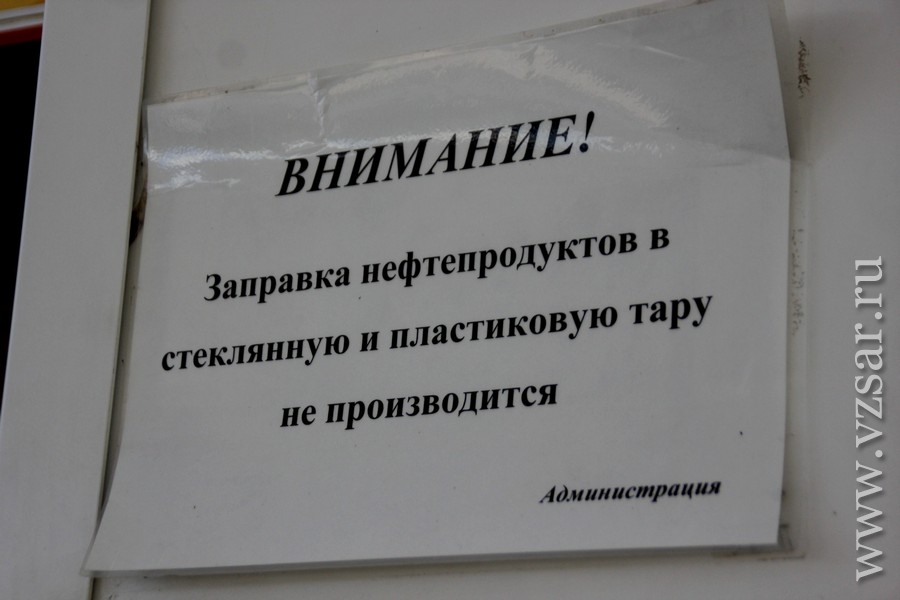 ВНИМАНИЕ!
Заправка нефтепродуктов в
стеклянную и пластиковую тару
не производится
Администрация
www.vzsar.ru